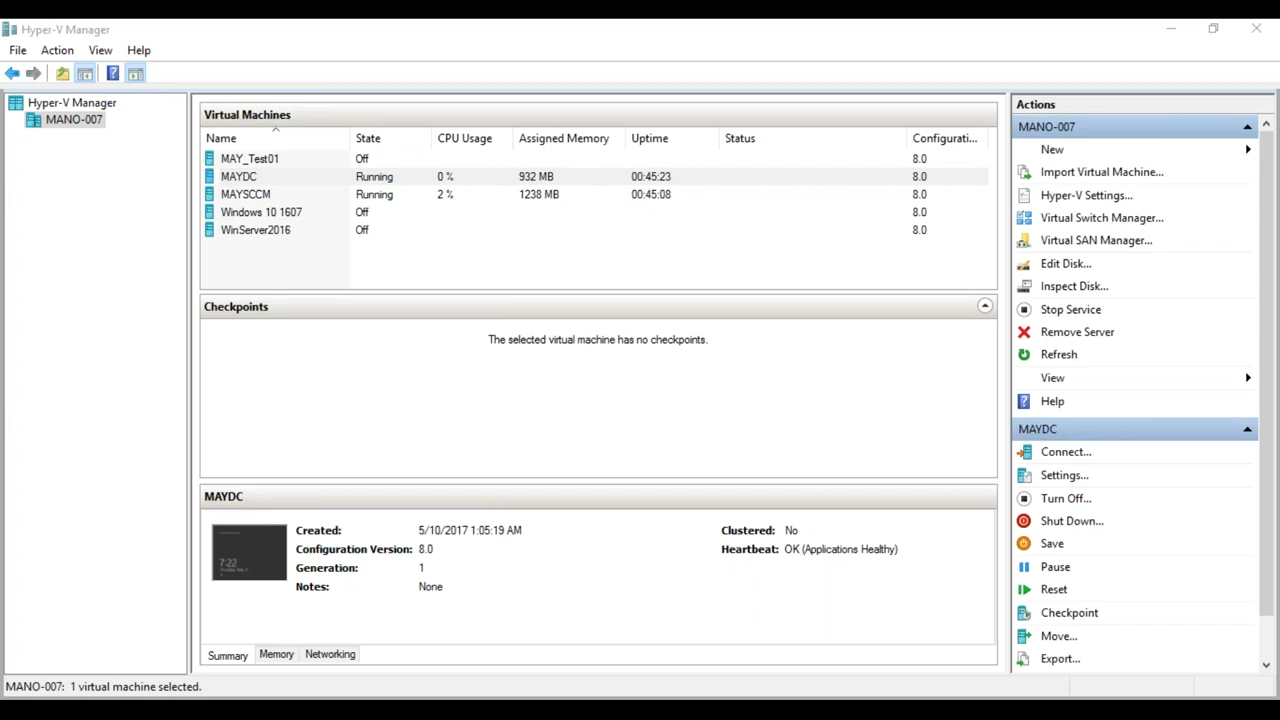 Hyper-V Manager
File Action View Help
Hyper-V Manager
MANO-007
Virtual Machines
Name State CPU Usage Assigned Memory Uptime Status Configurati...
MAY_Test01 Off 8.0
MAYDC Running 0 % 932 MB 00:45:23 8.0
MAYSCCM Running 2 % 1238 MB 00:45:08 8.0
Windows 10 1607 Off 8.0
WinServer2016 Off 8.0
Checkpoints
The selected virtual machine has no checkpoints.
MAYDC
7:22
Created: 5/10/2017 1:05:19 AM Clustered: No
Configuration Version: 8.0 Heartbeat: OK (Applications Healthy)
Generation: 1
Notes: None
Summary Memory Networking
Actions
MANO-007
New
Import Virtual Machine...
Hyper-V Settings...
Virtual Switch Manager...
Virtual SAN Manager...
Edit Disk...
Inspect Disk...
Stop Service
Remove Server
Refresh
View
Help
MAYDC
Connect...
Settings...
Turn Off...
Shut Down...
Save
Pause
Reset
Checkpoint
Move...
Export...
MANO-007: 1 virtual machine selected.